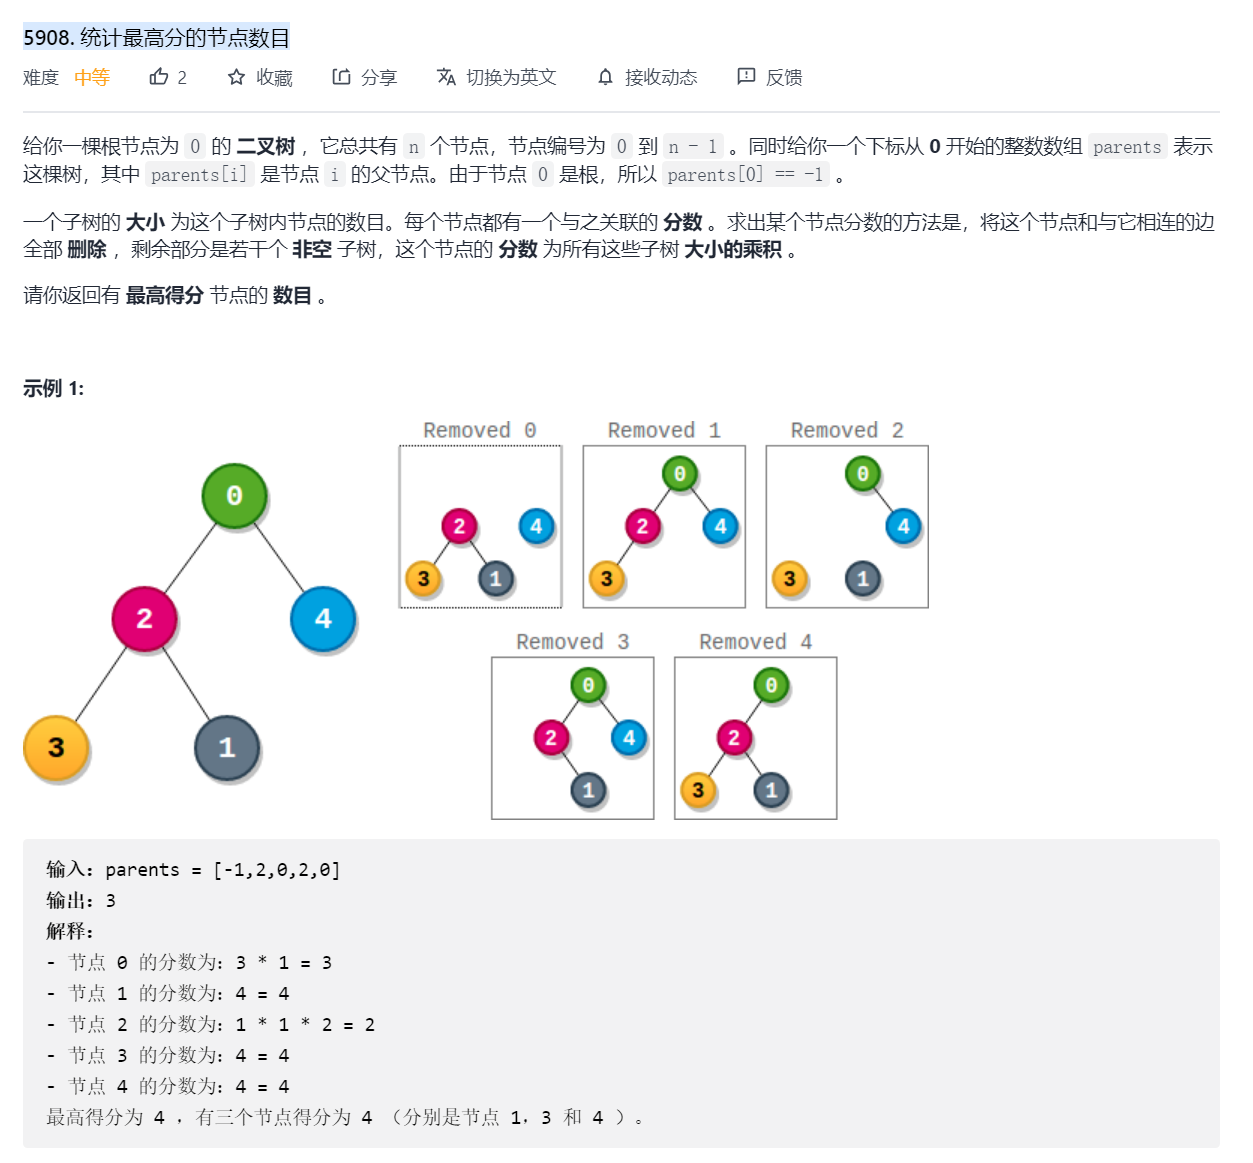 5908. 统计最高分的节点数目
难度 中等 2 收藏 分享 切换为英文 接收动态 反馈
给你一棵根节点为 0 的 二叉树 ，它总共有 n 个节点，节点编号为 0 到 n - 1 。同时给你一个下标从 0 开始的整数数组 parents 表示
这棵树，其中 parents[i] 是节点 i 的父节点。由于节点 0 是根，所以 parents[0] == -1 。
一个子树的 大小 为这个子树内节点的数目。每个节点都有一个与之关联的 分数 。求出某个节点分数的方法是，将这个节点和与它相连的边
全部 删除 ，剩余部分是若干个 非空 子树，这个节点的 分数 为所有这些子树 大小的乘积 。
请你返回有 最高得分 节点的 数目 。
示例 1:
0
2 4
3 1
Removed 0 Removed 1 Removed 2
2 4 3 1
0 2 4 3
0 4 3 1
Removed 3 Removed 4
0 2 4 1
0 2 3 1
输入：parents = [-1,2,0,2,0]
输出：3
解释：
- 节点 0 的分数为：3 * 1 = 3
- 节点 1 的分数为：4 = 4
- 节点 2 的分数为：1 * 1 * 2 = 2
- 节点 3 的分数为：4 = 4
- 节点 4 的分数为：4 = 4
最高得分为 4 ，有三个节点得分为 4 （分别是节点 1，3 和 4 ）。